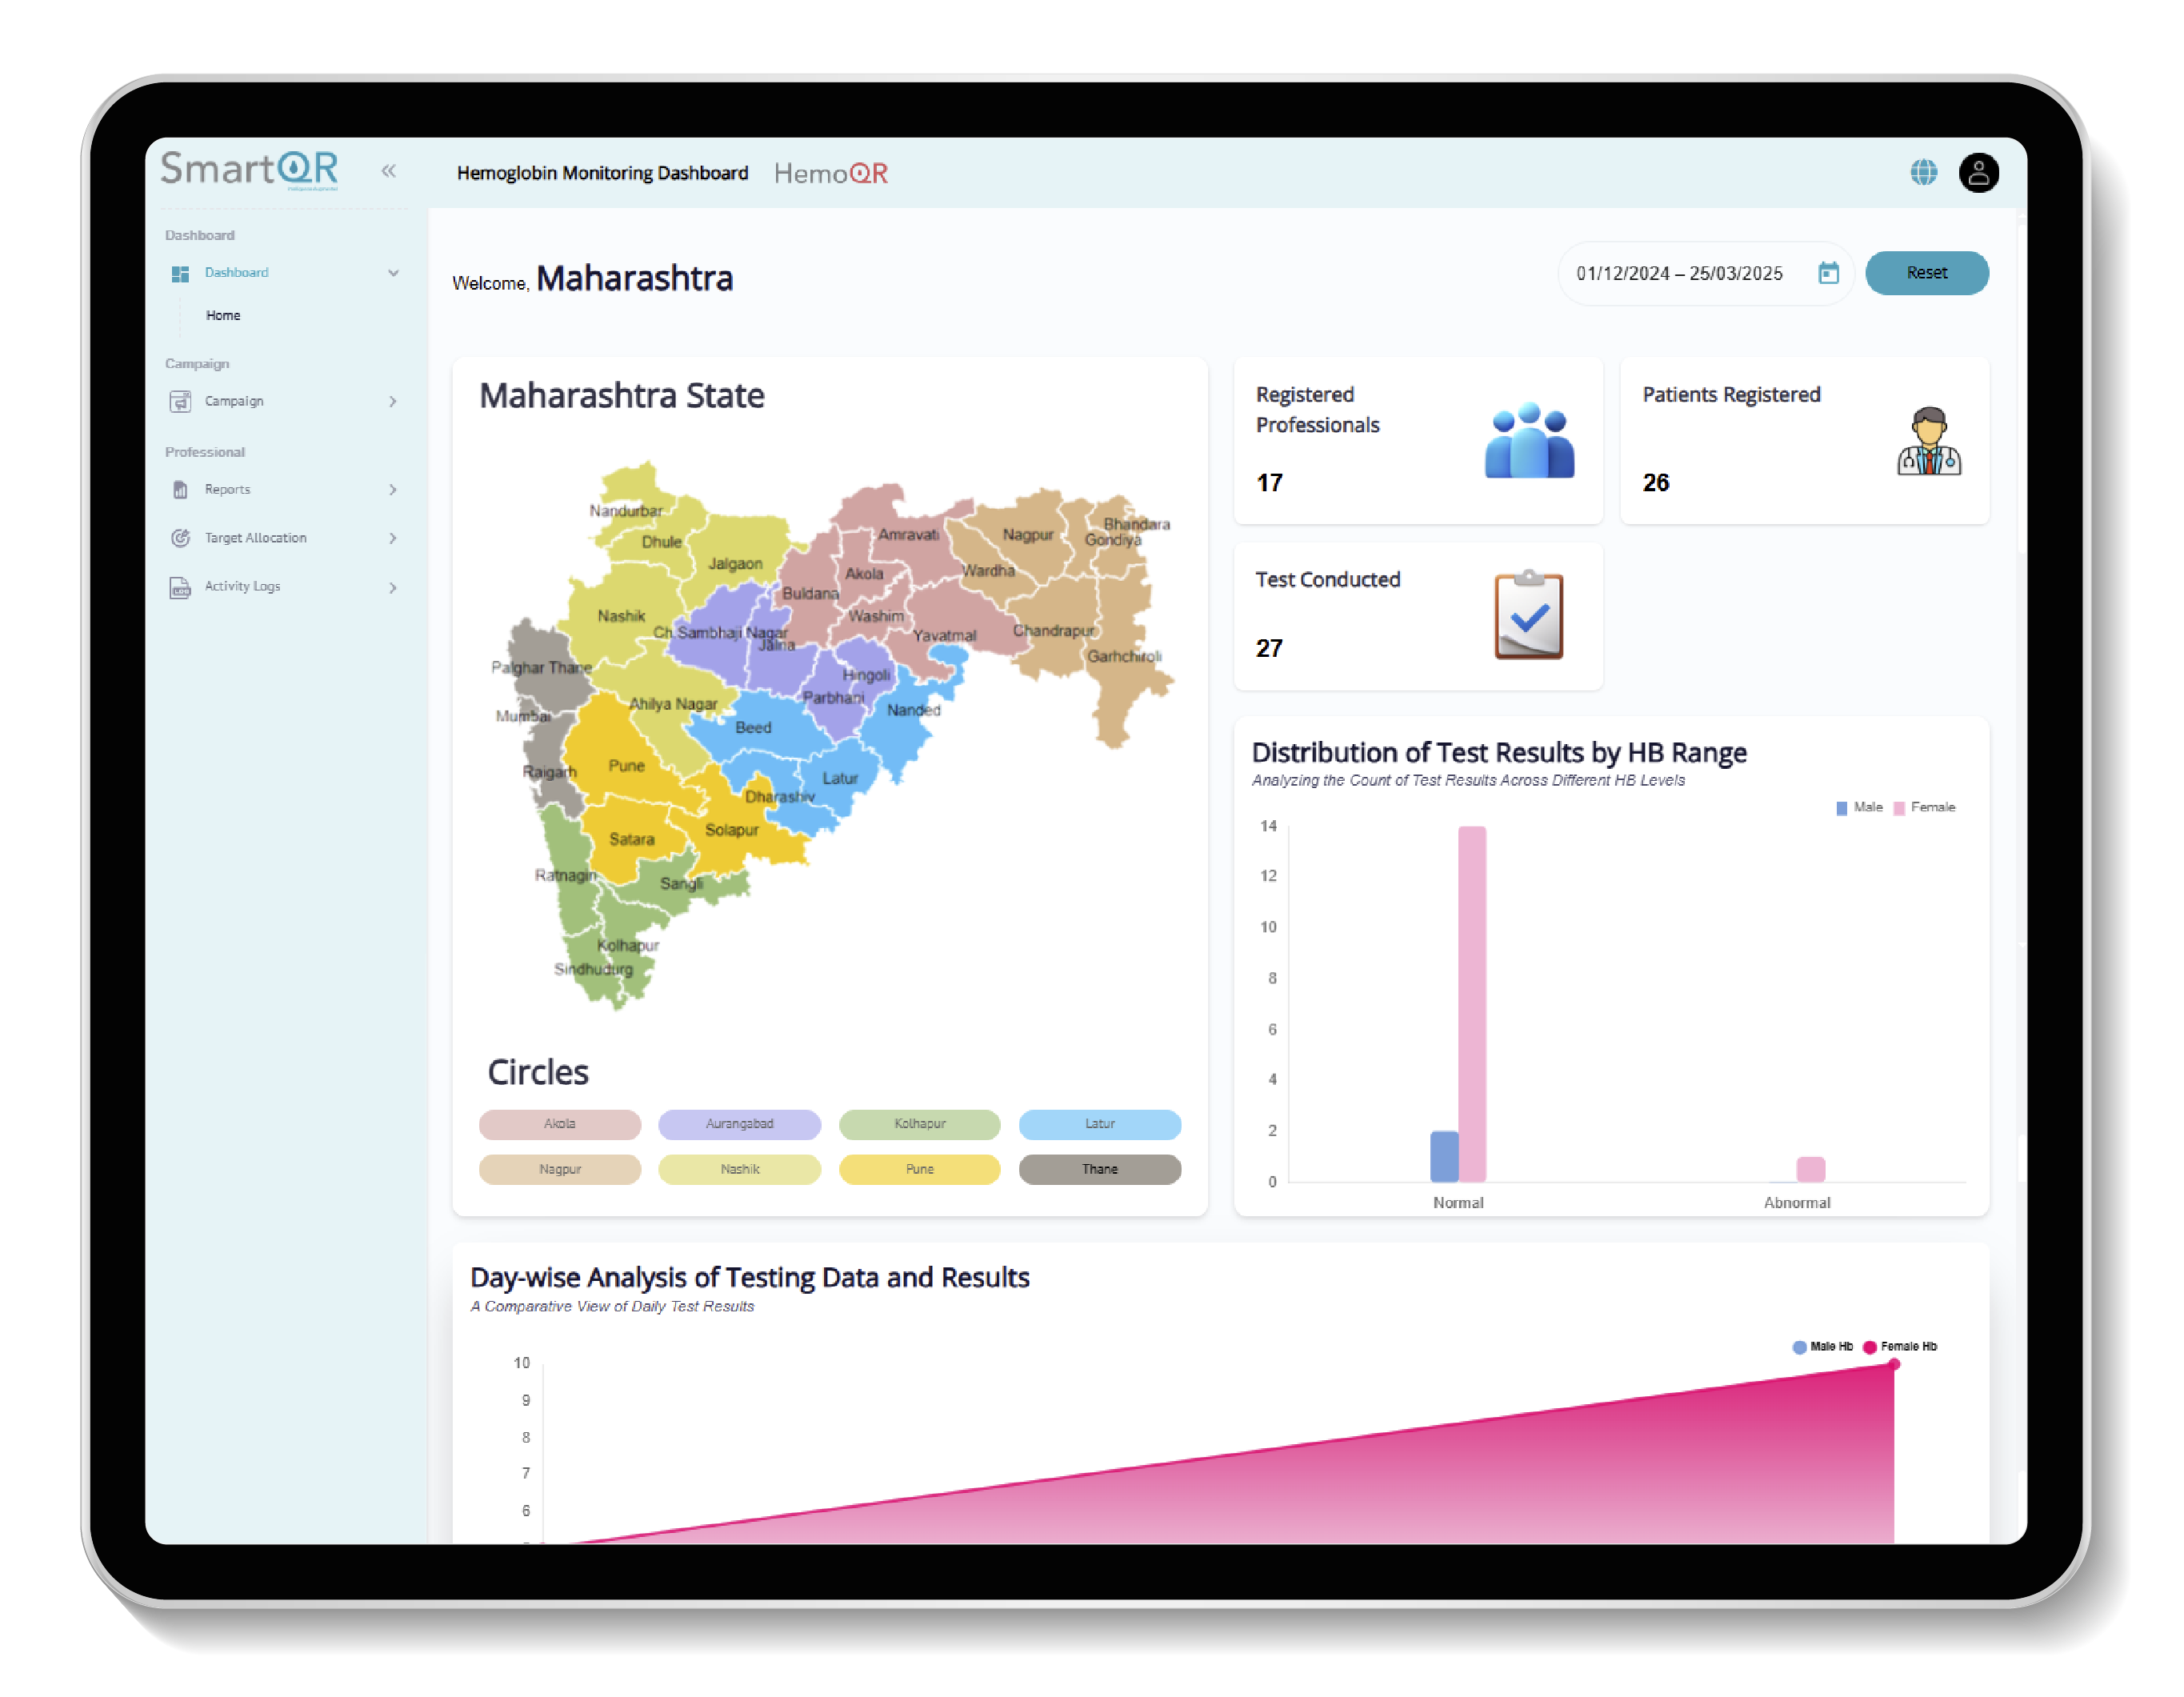 SmartQR
Hemoglobin Monitoring Dashboard
HemoQR
Dashboard
Dashboard
Home
Campaign
Campaign
Professional
Reports
Target Allocation
Activity Logs
Welcome, Maharashtra
01/12/2024 – 25/03/2025
Reset
Maharashtra State
Nandurbar
Dhule
Jalgaon
Nashik
Buldana
Akola
Amravati
Washim
Yavatmal
Wardha
Nagpur
Bhandara
Gondiya
Chandrapur
Garhchiroli
Ch.Sambhaji Nagar
Jalna
Hingoli
Parbhani
Nanded
Palghar Thane
Mumbai
Raigarh
Ahilya Nagar
Beed
Latur
Dharashiv
Pune
Satara
Solapur
Ratnagiri
Sangli
Kolhapur
Sindhudurg
Circles
Akola
Aurangabad
Kolhapur
Latur
Nagpur
Nashik
Pune
Thane
Registered
Professionals
17
Patients Registered
26
Test Conducted
27
Distribution of Test Results by HB Range
Analyzing the Count of Test Results Across Different HB Levels
Male
Female
14
12
10
8
6
4
2
0
Normal
Abnormal
Day-wise Analysis of Testing Data and Results
A Comparative View of Daily Test Results
Male Hb
Female Hb
10
9
8
7
6